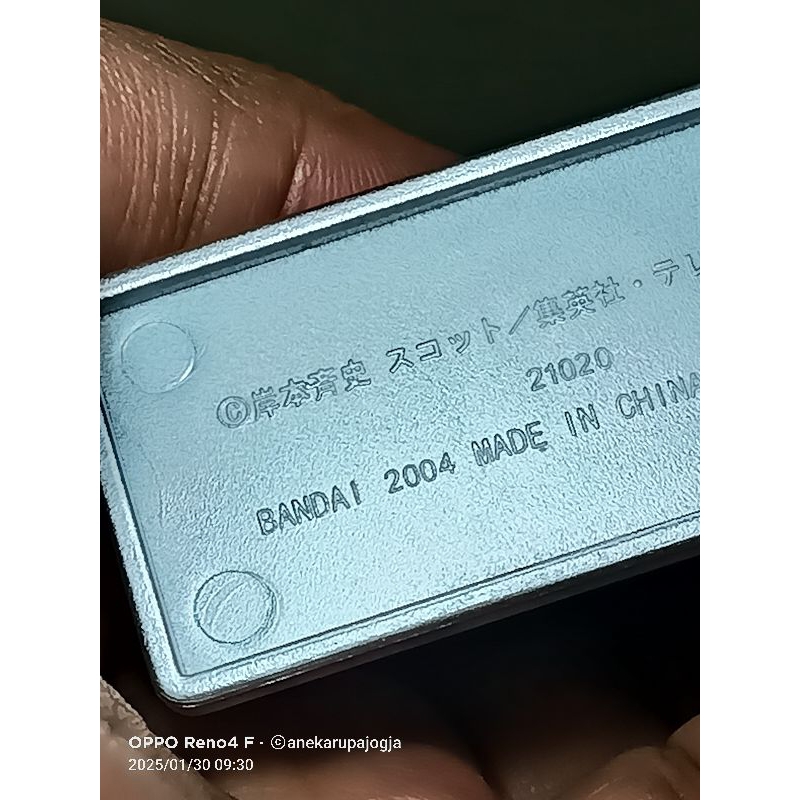 ©岸本斉史 スコット／集英社・テレ
21020
BANDAI 2004 MADE IN CHINA
OPPO Reno4 F · ©anekarupajogja
2025/01/30 09:30